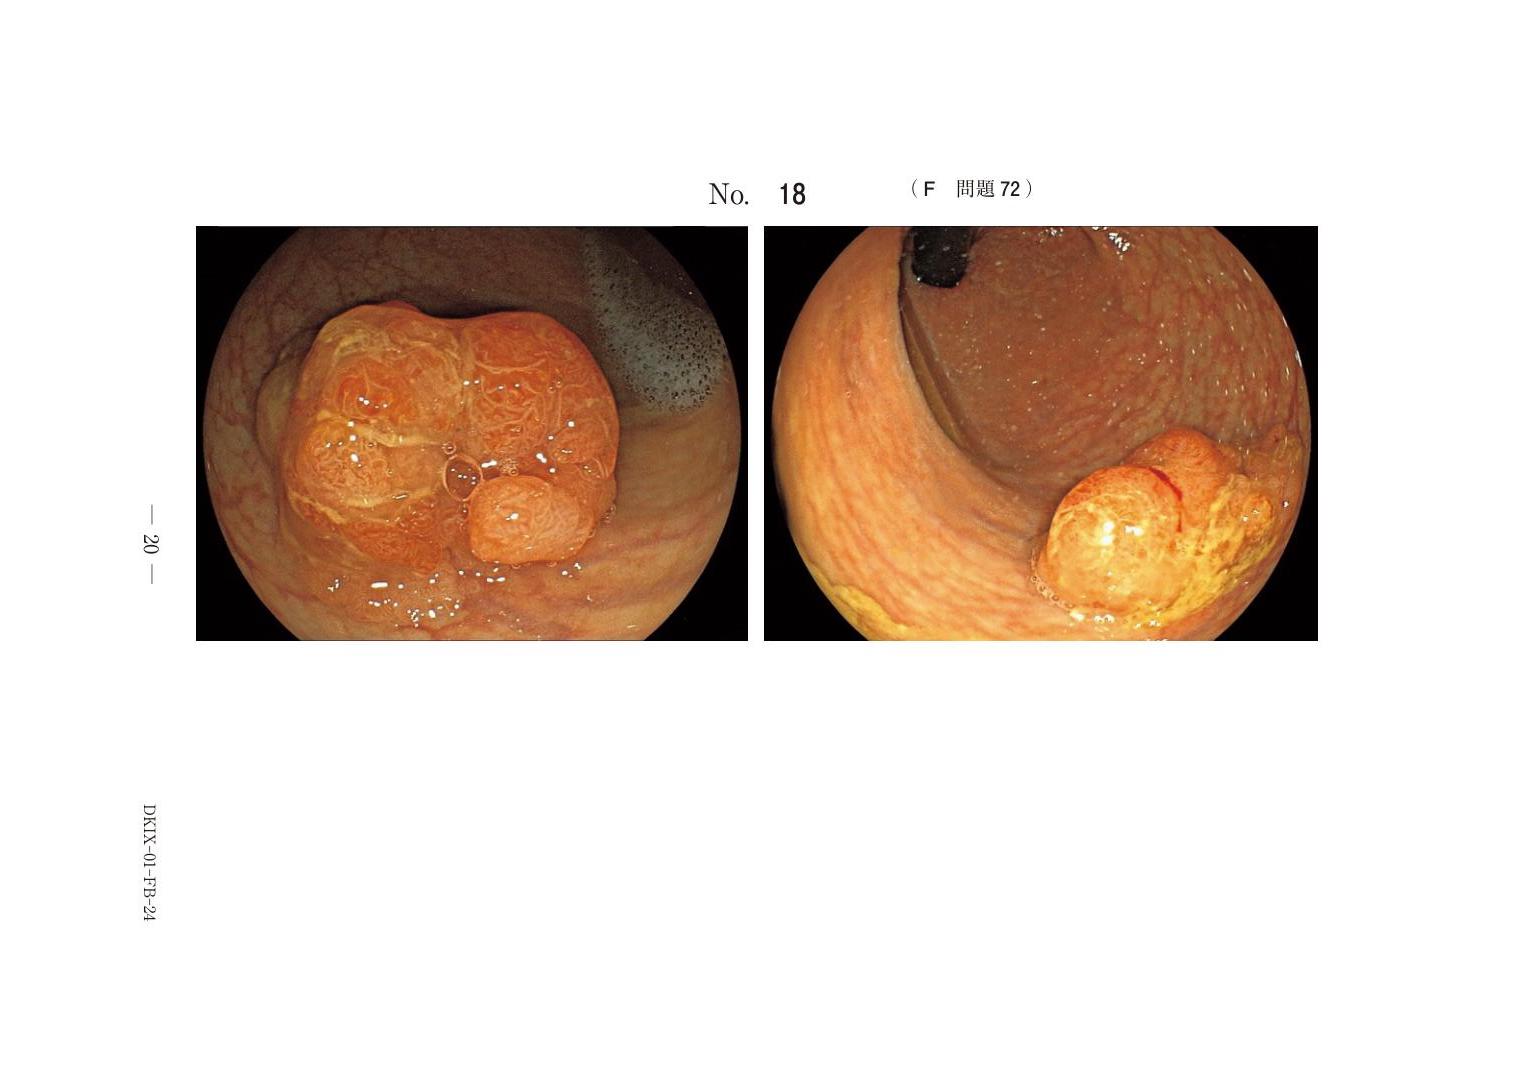 No. 18 （F 問題 72）
— 20 —
DKIX-01-FB-24